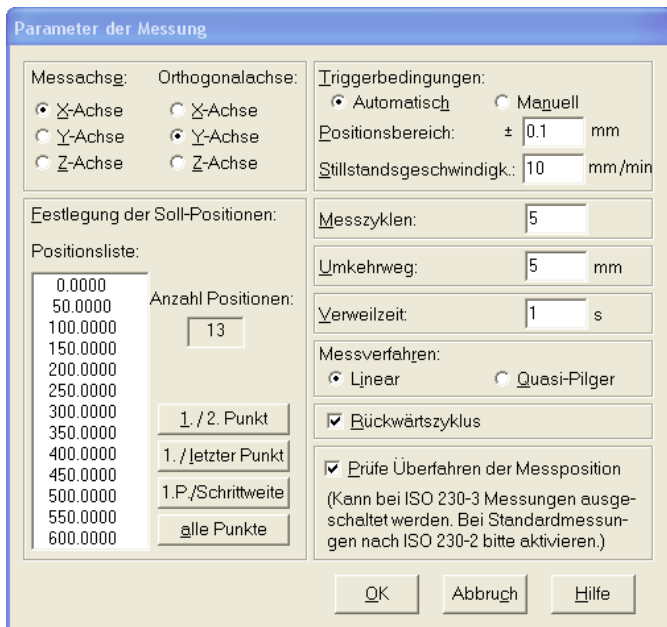 Parameter der Messung
Messachse: Orthogonalachse:
X-Achse X-Achse
Y-Achse Y-Achse
Z-Achse Z-Achse
Festlegung der Soll-Positionen:
Positionsliste:
0.0000
50.0000
100.0000
150.0000
200.0000
250.0000
300.0000
350.0000
400.0000
450.0000
500.0000
550.0000
600.0000
Anzahl Positionen:
13
1. / 2. Punkt
1. / letzter Punkt
1.P./Schrittweite
alle Punkte
Triggerbedingungen:
Automatisch Manuell
Positionsbereich: ± 0.1 mm
Stillstandsgeschwindigk.: 10 mm/min
Messzyklen: 5
Umkehrweg: 5 mm
Verweilzeit: 1 s
Messverfahren:
Linear Quasi-Pilger
Rückwärtszyklus
Prüfe Überfahren der Messposition
(Kann bei ISO 230-3 Messungen ausge-
schaltet werden. Bei Standardmessun-
gen nach ISO 230-2 bitte aktivieren.)
OK Abbruch Hilfe